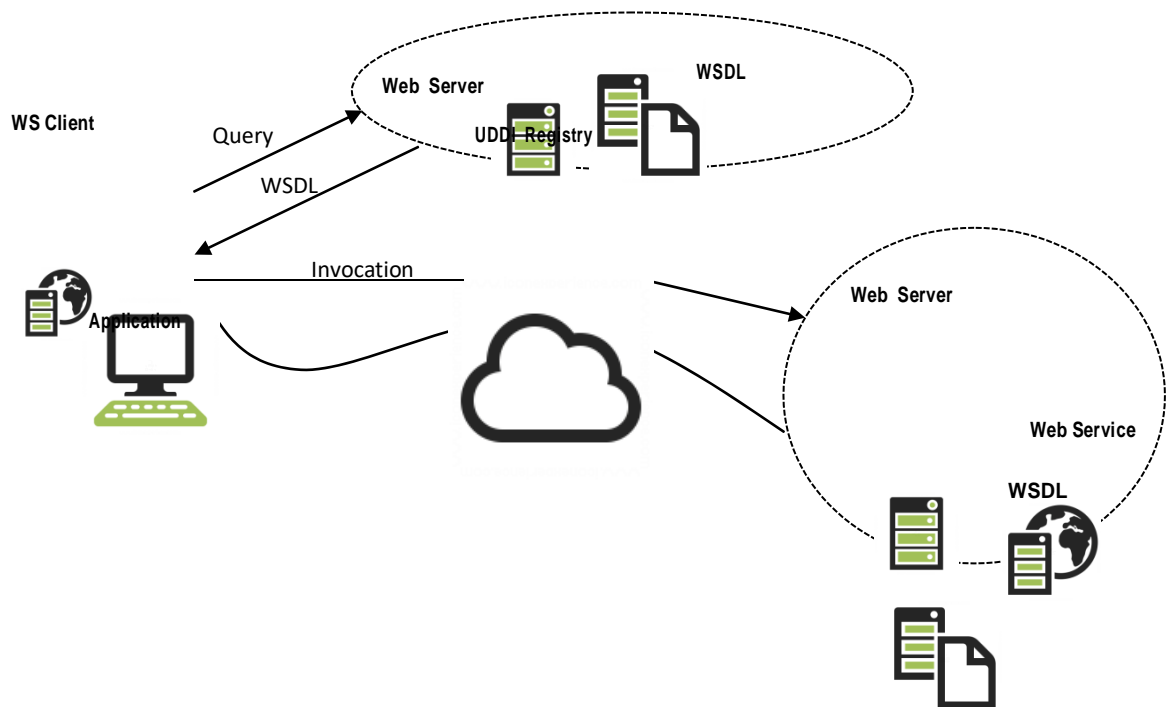 WSDL
Web Server
WS Client
Query
UDDI Registry
WSDL
Invocation
Web Server
Application
Web Service
WSDL